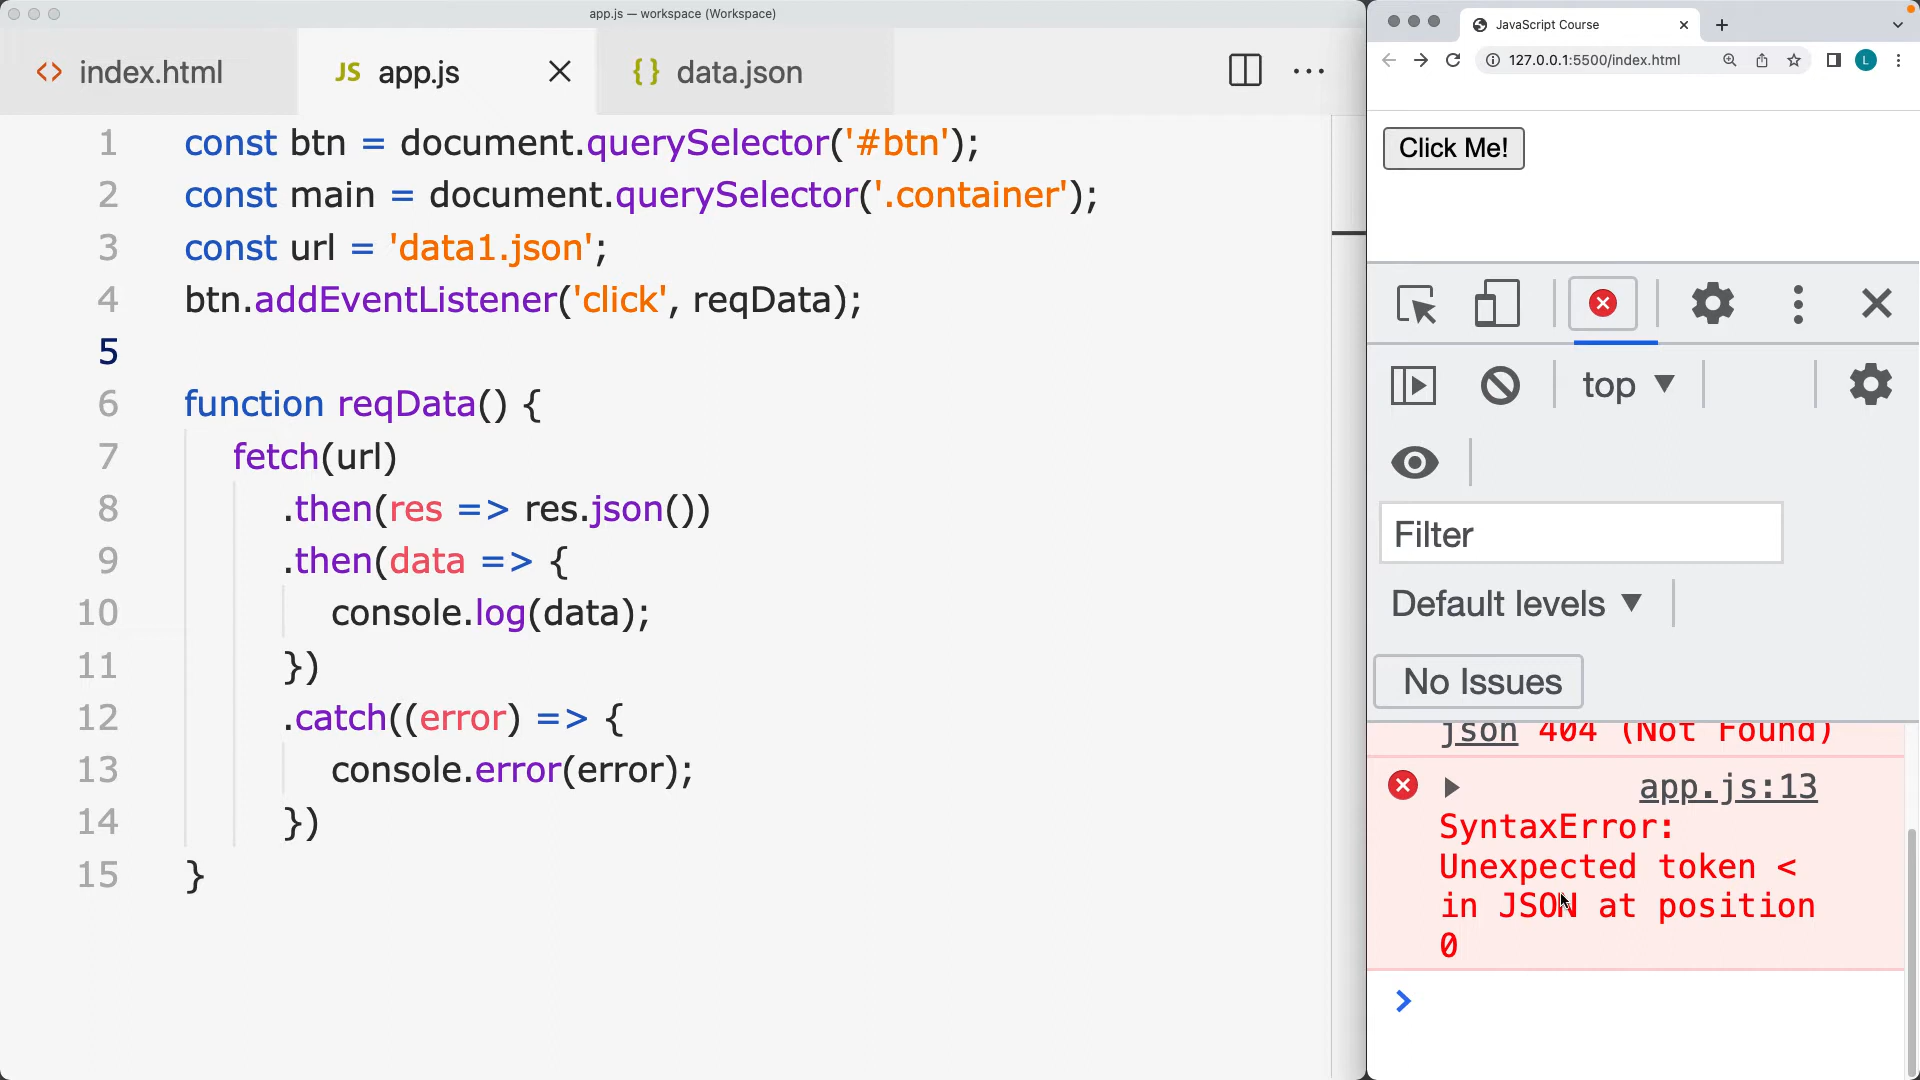 app.js — workspace (Workspace)
<> index.html
JS app.js
{} data.json
1 const btn = document.querySelector('#btn');
2 const main = document.querySelector('.container');
3 const url = 'data1.json';
4 btn.addEventListener('click', reqData);
5
6 function reqData() {
7 fetch(url)
8 .then(res => res.json())
9 .then(data => {
10 console.log(data);
11 })
12 .catch((error) => {
13 console.error(error);
14 })
15 }
JavaScript Course
127.0.0.1:5500/index.html
L
Click Me!
top
Filter
Default levels
No Issues
json 404 (Not Found)
app.js:13
SyntaxError:
Unexpected token <
in JSON at position
0